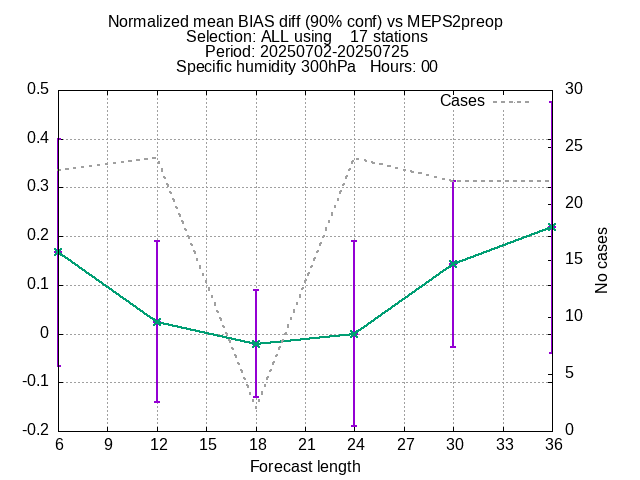 Normalized mean BIAS diff (90% conf) vs MEPS2preop
Selection: ALL using    17 stations
Period: 20250702-20250725
Specific humidity 300hPa   Hours: 00
Cases
0.5
0.4
0.3
0.2
0.1
0
-0.1
-0.2
30
25
20
15
10
5
0
No cases
6 9 12 15 18 21 24 27 30 33 36
Forecast length